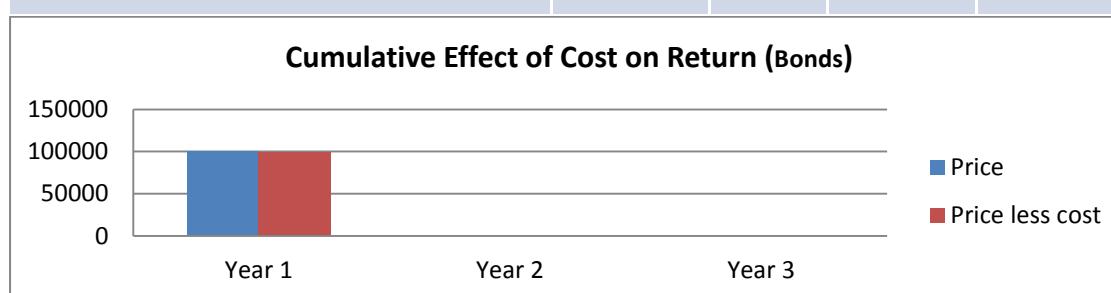 Cumulative Effect of Cost on Return (Bonds)
150000
100000
50000
0
Year 1 Year 2 Year 3
Price
Price less cost